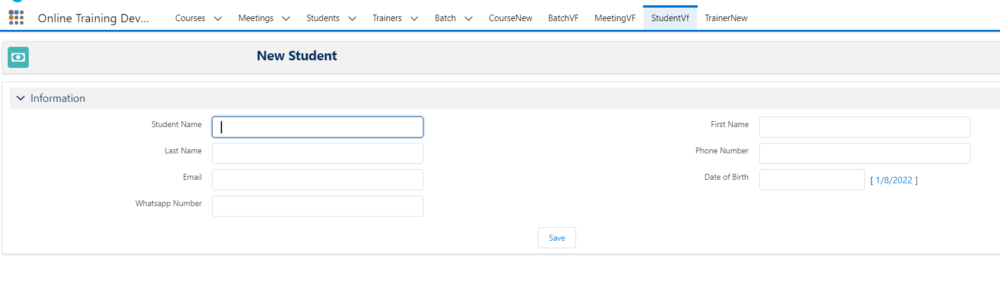 Online Training Dev... Courses Meetings Students Trainers Batch CourseNew BatchVF MeetingVF StudentVf TrainerNew
New Student
Information
Student Name First Name
Last Name Phone Number
Email Date of Birth [ 1/8/2022 ]
Whatsapp Number
Save